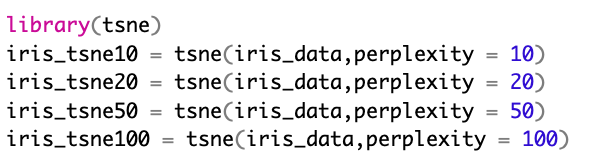 library(tsne)
iris_tsne10 = tsne(iris_data,perplexity = 10)
iris_tsne20 = tsne(iris_data,perplexity = 20)
iris_tsne50 = tsne(iris_data,perplexity = 50)
iris_tsne100 = tsne(iris_data,perplexity = 100)